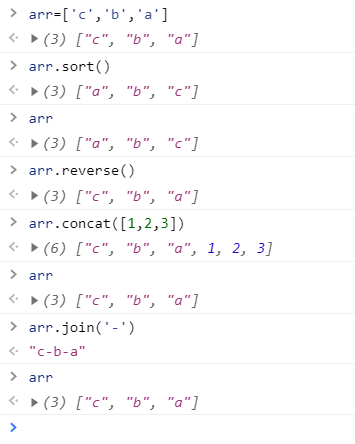 > arr=['c','b','a']
<· ▶(3) ["c", "b", "a"]
> arr.sort()
<· ▶(3) ["a", "b", "c"]
> arr
<· ▶(3) ["a", "b", "c"]
> arr.reverse()
<· ▶(3) ["c", "b", "a"]
> arr.concat([1,2,3])
<· ▶(6) ["c", "b", "a", 1, 2, 3]
> arr
<· ▶(3) ["c", "b", "a"]
> arr.join('-')
<· "c-b-a"
> arr
<· ▶(3) ["c", "b", "a"]
>